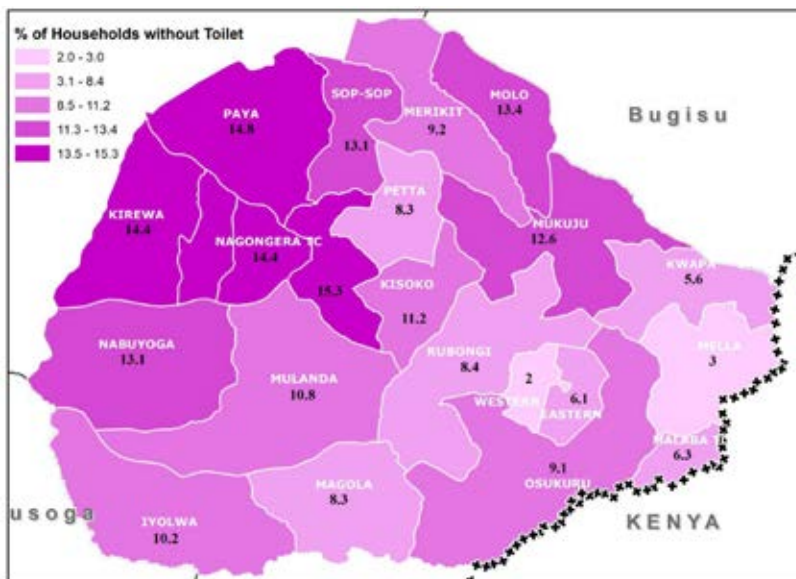 % of Households without Toilet
2.0 - 3.0
3.1 - 8.4
8.5 - 11.2
11.3 - 13.4
13.5 - 15.3
SOP-SOP
13.1
MERIKIT
9.2
MOLO
13.4
Bugisu
PAYA
14.8
PETTA
8.3
KIREWA
14.4
NAGONGERA TC
14.4
MUKUJU
12.6
15.3
KISOKO
11.2
KWAPA
5.6
NABUYOGA
13.1
MULANDA
10.8
RUBONGI
8.4
MELLA
3
2
WESTERN
6.1
EASTERN
MALABA TC
6.3
9.1
OSUKURU
MAGOLA
8.3
usoga
IYOLWA
10.2
KENYA